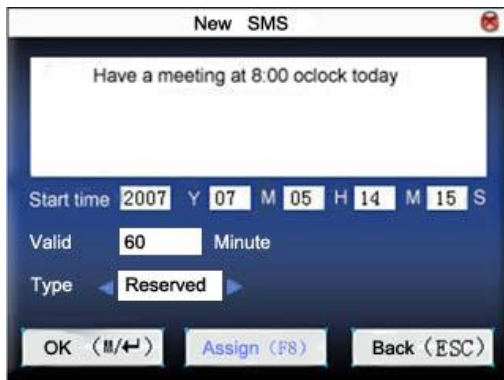 New SMS
Have a meeting at 8:00 oclock today
Start time 2007 Y 07 M 05 H 14 M 15 S
Valid 60 Minute
Type Reserved
OK (M/↵) Assign (F8) Back (ESC)